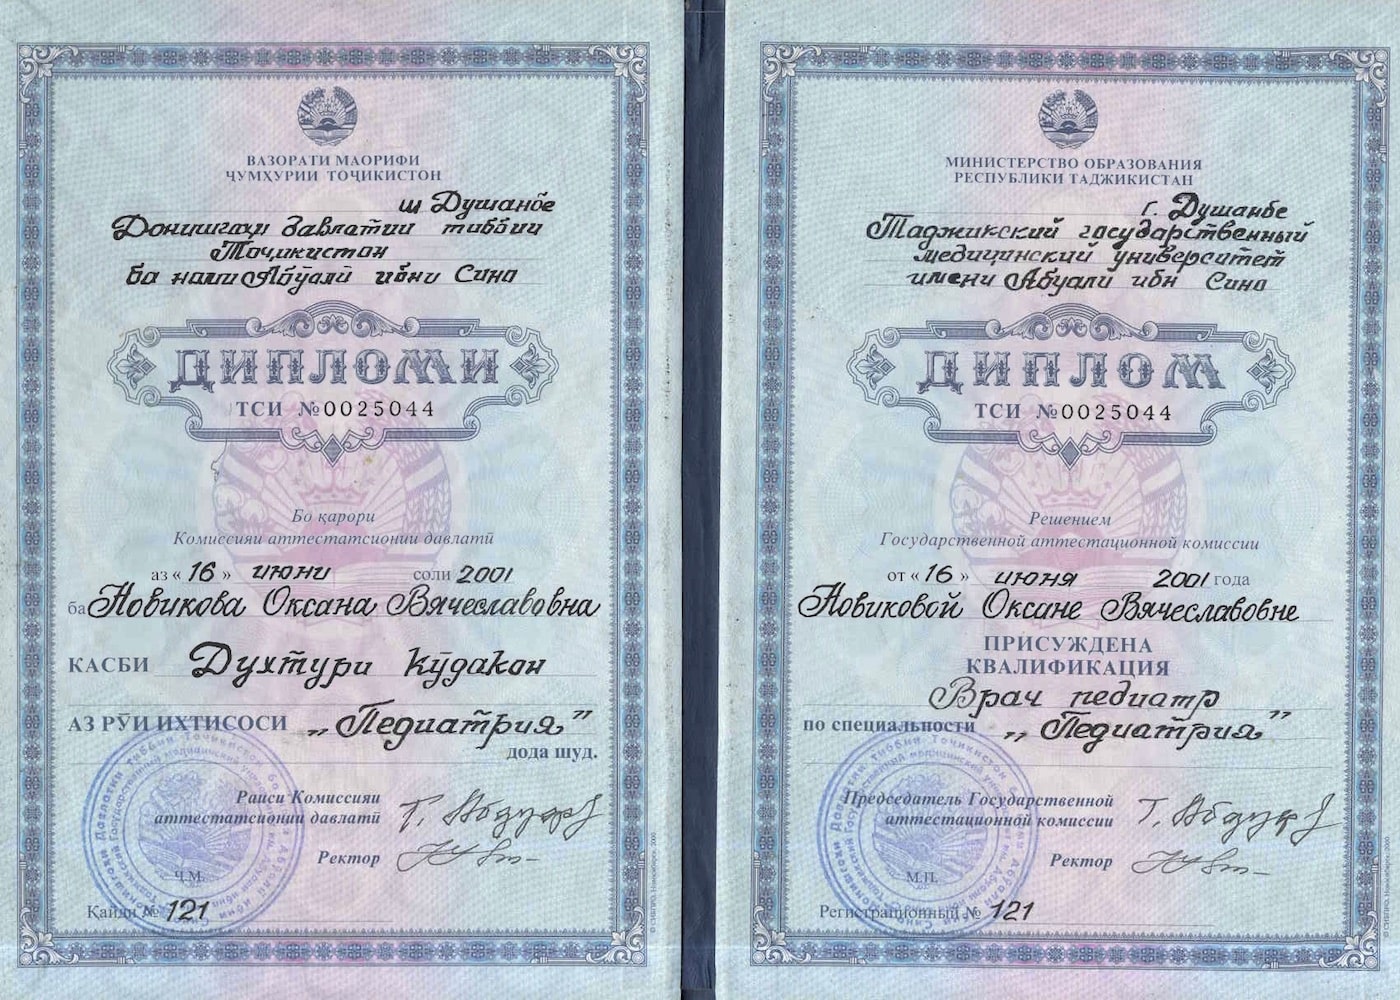 ВАЗОРАТИ МАОРИФИ
ҶУМҲУРИИ ТОҶИКИСТОН
ш Душанбе
Донишгаҳи давлатии тиббии
Тоҷикистон
ба номи Абӯалӣ ибни Сино
ДИПЛОМИ
ТСИ №0025044
Бо қарори
Комиссияи аттестатсионии давлатӣ
аз «16» июни соли 2001
ба Новикова Оксана Вячеславовна
КАСБИ Духтури кӯдакон
АЗ РӮИ ИХТИСОСИ „Педиатрия”
дода шуд.
Раиси Комиссияи
аттестатсионии давлатӣ
Ректор
Ҷ.М.
Қайди № 121
МИНИСТЕРСТВО ОБРАЗОВАНИЯ
РЕСПУБЛИКИ ТАДЖИКИСТАН
г. Душанбе
Таджикский государственный
медицинский университет
имени Абуали ибн Сино
ДИПЛОМ
ТСИ №0025044
Решением
Государственной аттестационной комиссии
от «16» июня 2001 года
Новиковой Оксане Вячеславовне
ПРИСУЖДЕНА
КВАЛИФИКАЦИЯ
Врач педиатр
по специальности „Педиатрия”
Председатель Государственной
аттестационной комиссии
Ректор
М.П.
Регистрационный № 121